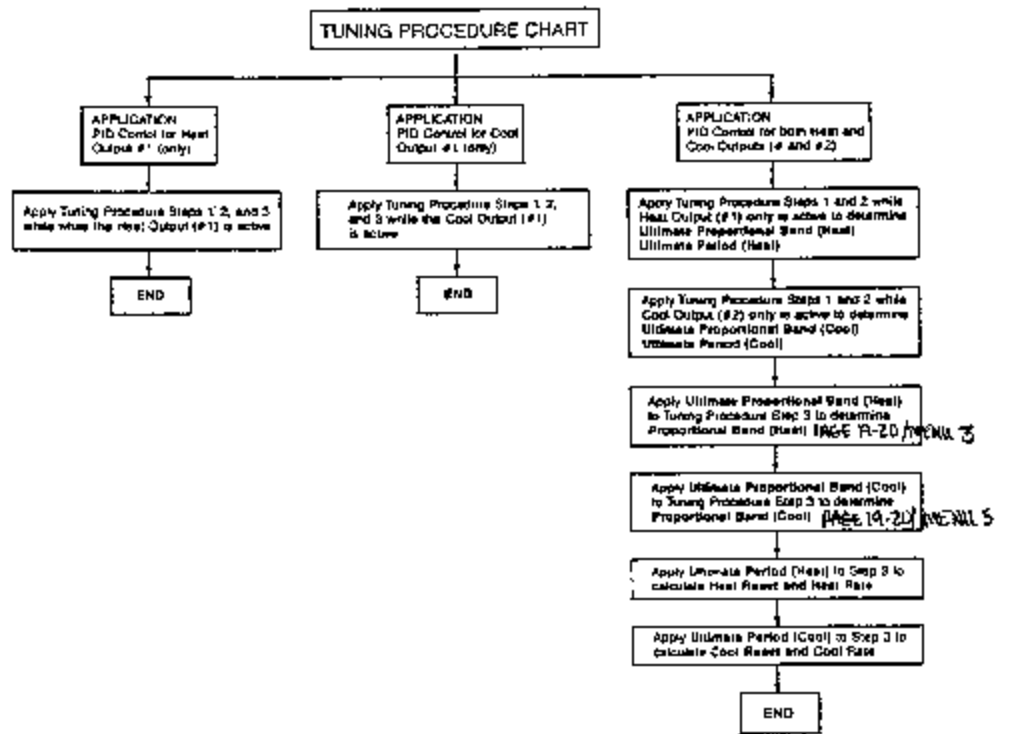 TUNING PROCEDURE CHART
APPLICATION
PID Control for Heat
Output #1 (only)
APPLICATION
PID Control for Cool
Output #1 (only)
APPLICATION
PID Control for both Heat and
Cool Outputs (# and #2)
Apply Tuning Procedure Steps 1, 2, and 3
while when the Heat Output (#1) is active
END
Apply Tuning Procedure Steps 1, 2,
and 3 while the Cool Output (#1)
is active
END
Apply Tuning Procedure Steps 1 and 2 while
Heat Output (#1) only is active to determine
Ultimate Proportional Band (Heat)
Ultimate Period (Heat)
Apply Tuning Procedure Steps 1 and 2 while
Cool Output (#2) only is active to determine
Ultimate Proportional Band (Cool)
Ultimate Period (Cool)
Apply Ultimate Proportional Band (Heat)
to Tuning Procedure Step 3 to determine
Proportional Band (Heat) PAGE 19-20/MENU
Apply Ultimate Proportional Band (Cool)
to Tuning Procedure Step 3 to determine
Proportional Band (Cool) PAGE 19-20/MENU
Apply Ultimate Period (Heat) to Step 3 to
calculate Heat Reset and Heat Rate
Apply Ultimate Period (Cool) to Step 3 to
calculate Cool Reset and Cool Rate
END